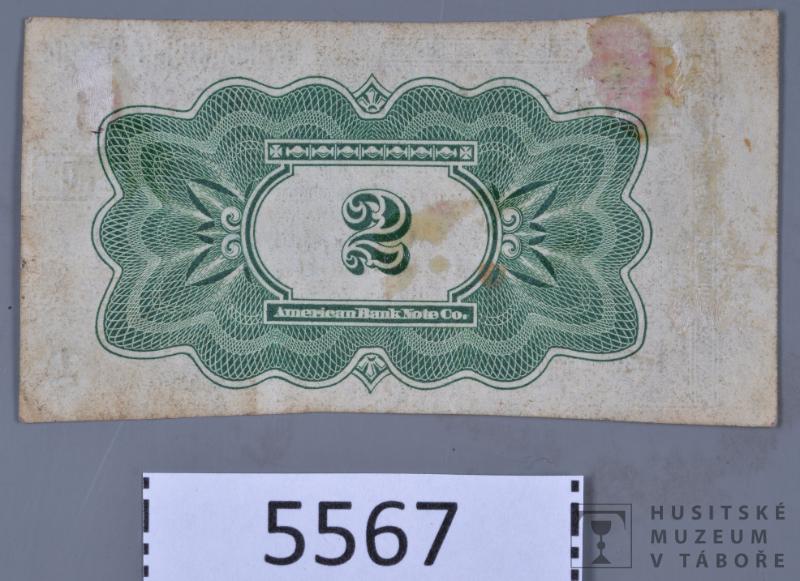 2
American Bank Note Co.
5567
HUSITSKÉ
MUZEUM
V TÁBOŘE